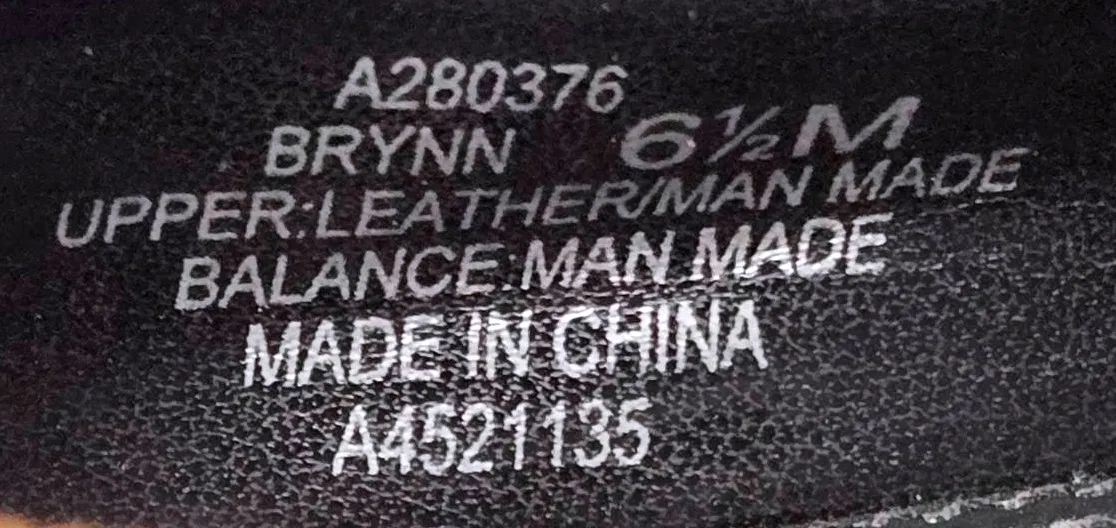 A280376
BRYNN 6½M
UPPER:LEATHER/MAN MADE
BALANCE:MAN MADE
MADE IN CHINA
A4521135